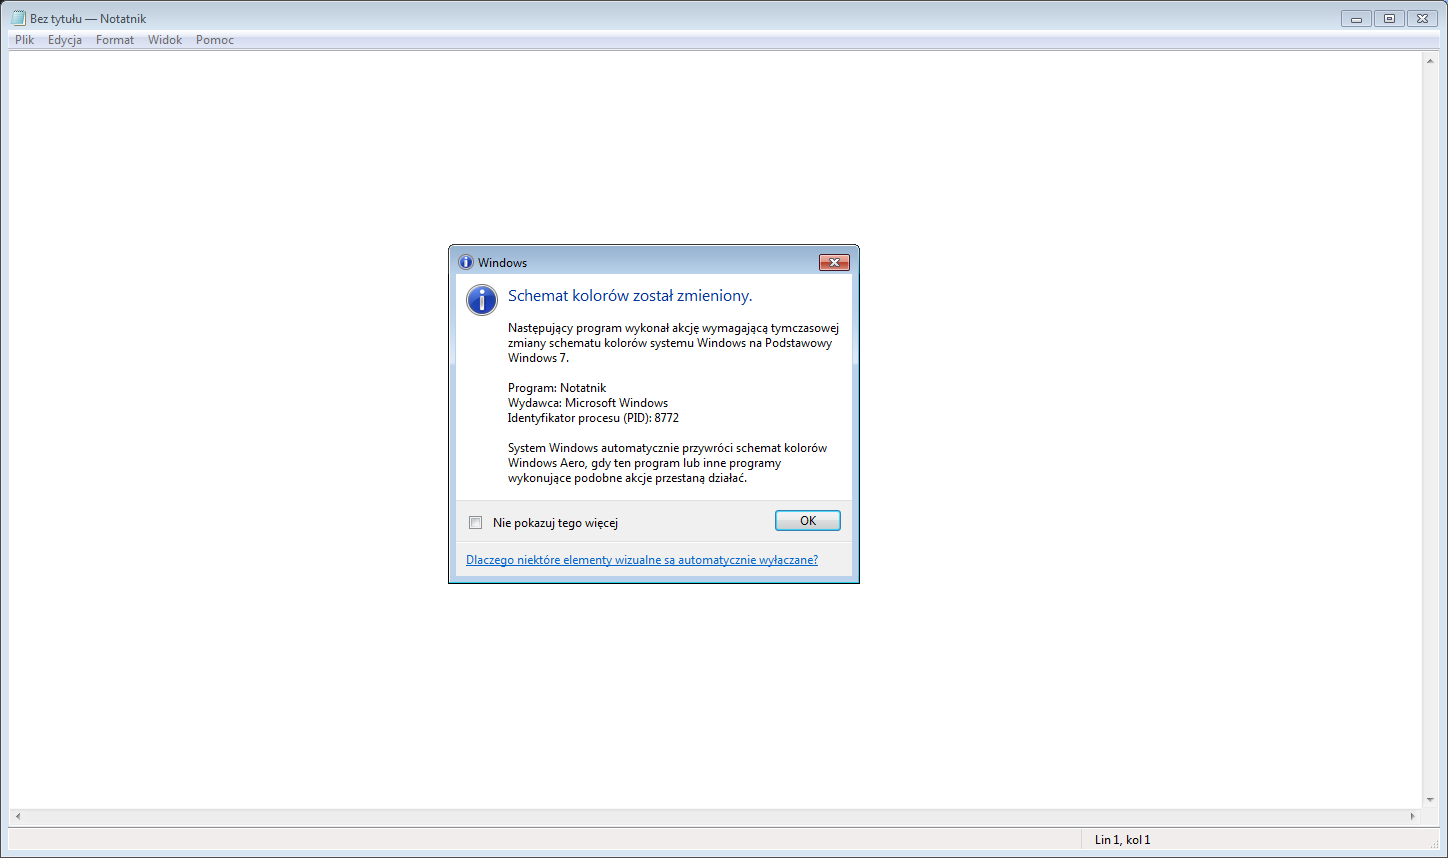 Bez tytułu — Notatnik
Plik Edycja Format Widok Pomoc
Windows
Schemat kolorów został zmieniony.
Następujący program wykonał akcję wymagającą tymczasowej
zmiany schematu kolorów systemu Windows na Podstawowy
Windows 7.
Program: Notatnik
Wydawca: Microsoft Windows
Identyfikator procesu (PID): 8772
System Windows automatycznie przywróci schemat kolorów
Windows Aero, gdy ten program lub inne programy
wykonujące podobne akcje przestaną działać.
Nie pokazuj tego więcej
OK
Dlaczego niektóre elementy wizualne są automatycznie wyłączane?
Lin 1, kol 1